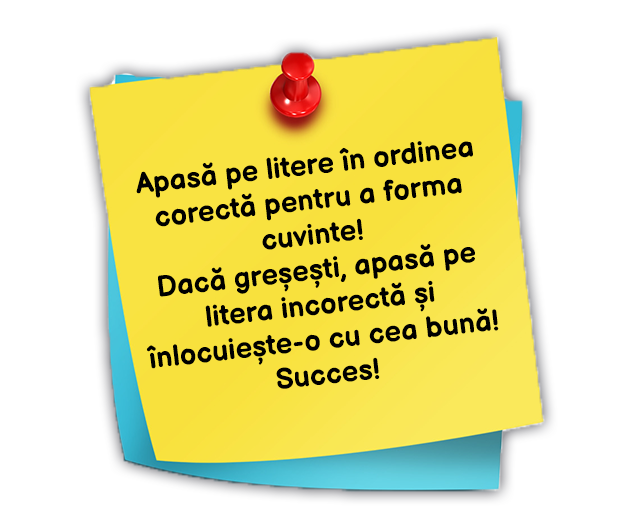 Apasă pe litere în ordinea
corectă pentru a forma
cuvinte!
Dacă greșești, apasă pe
litera incorectă și
înlocuiește-o cu cea bună!
Succes!